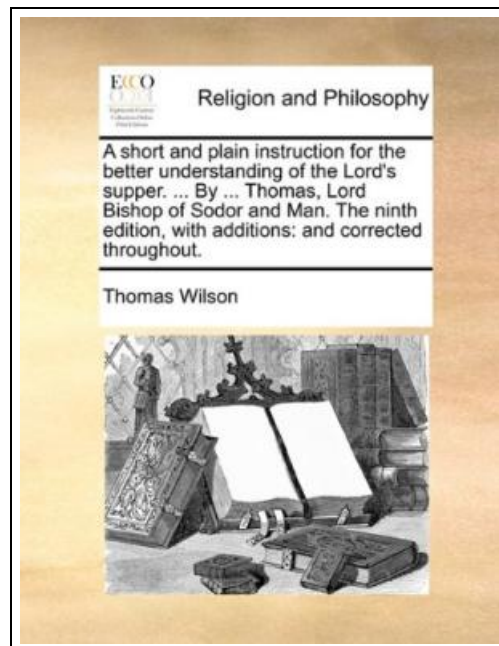 ECCO
Religion and Philosophy
A short and plain instruction for the
better understanding of the Lord's
supper. ... By ... Thomas, Lord
Bishop of Sodor and Man. The ninth
edition, with additions: and corrected
throughout.
Thomas Wilson